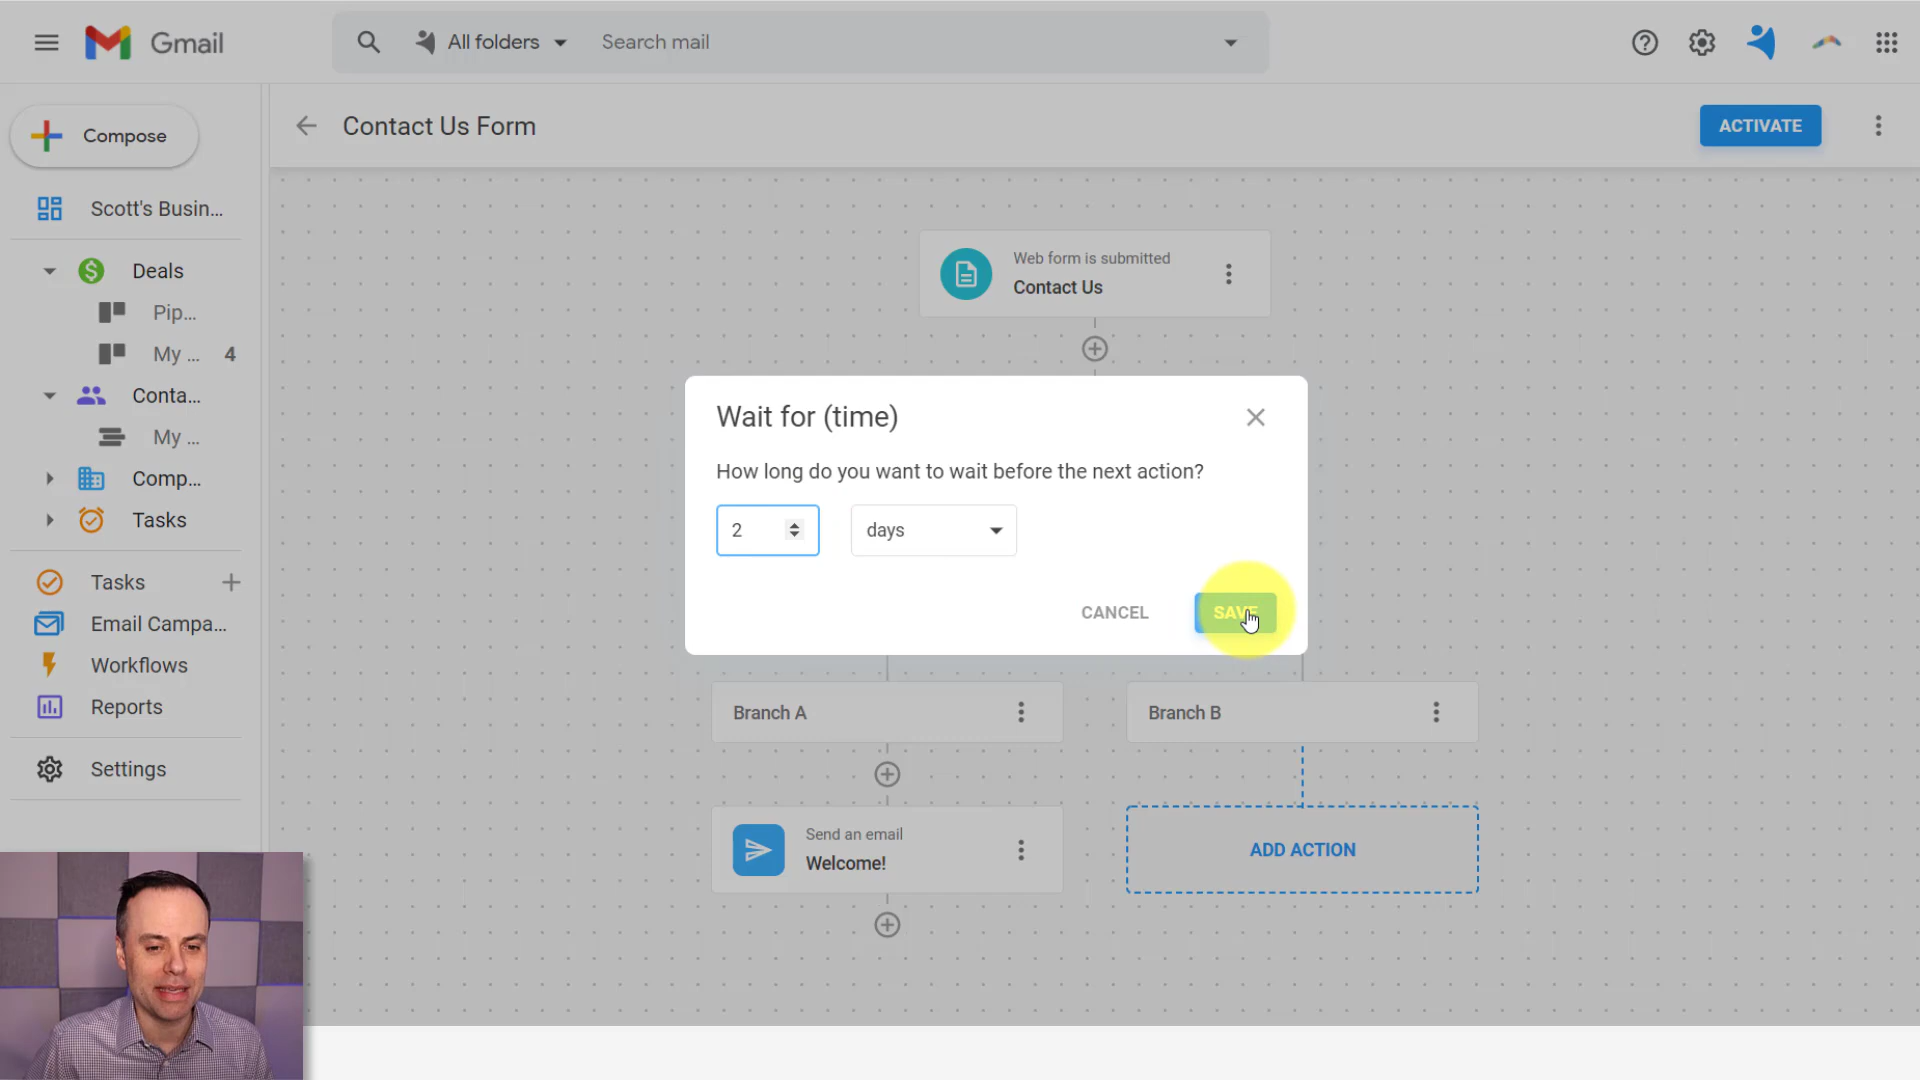 Gmail
All folders
Search mail
Compose
Contact Us Form
ACTIVATE
Scott's Busin...
Deals
Pip...
My ...
4
Conta...
My ...
Comp...
Tasks
Tasks
Email Campa...
Workflows
Reports
Settings
Web form is submitted
Contact Us
Wait for (time)
How long do you want to wait before the next action?
2
days
CANCEL
SAVE
Branch A
Branch B
Send an email
Welcome!
ADD ACTION